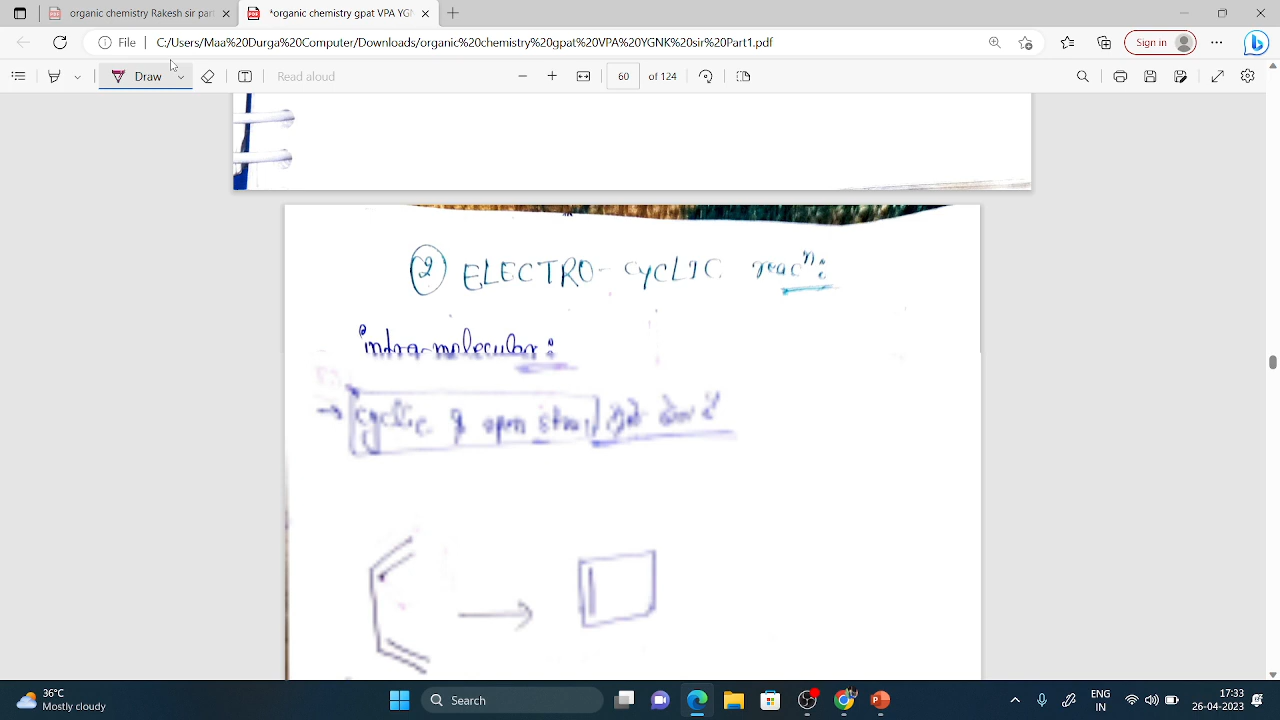 organic chemistry Rakesh sir part
*organic chemistry gpat VPA YGN
File
C:/Users/Maa%20Durga%20Computer/Downloads/organic%20chemistry%20gpat%20VPA%20YGNK%20sir%20Part1.pdf
Sign in
Draw
Read aloud
60 of 124
② ELECTRO-CYCLIC reacⁿ:
intra-molecular:
→ cyclic & open
36°C
Mostly cloudy
Search
ENG
IN
17:33
26-04-2023